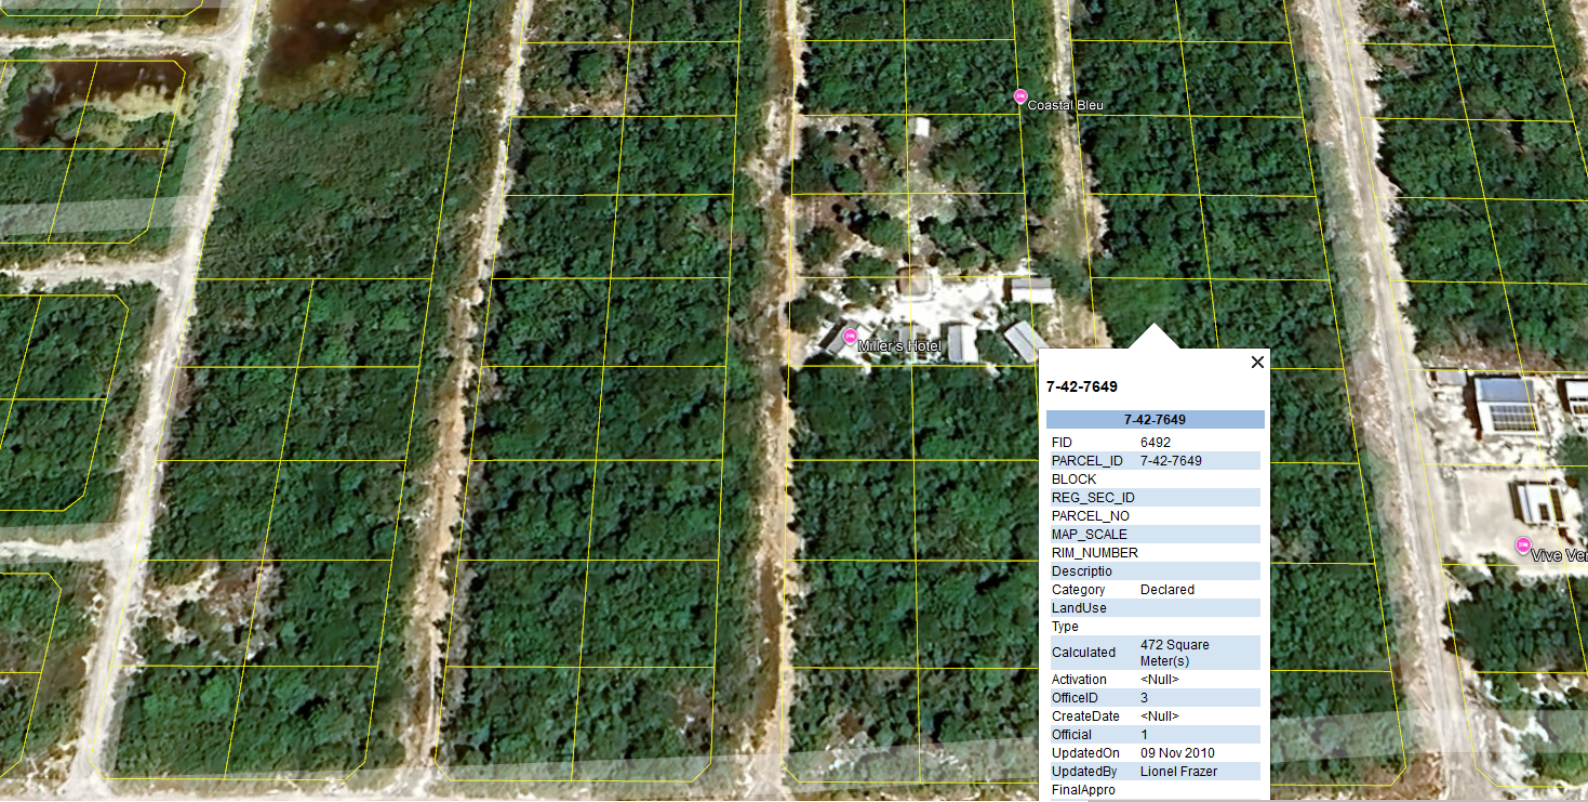 Coastal Bleu
Miller's Hotel
7-42-7649
7-42-7649
FID 6492
PARCEL_ID 7-42-7649
BLOCK
REG_SEC_ID
PARCEL_NO
MAP_SCALE
RIM_NUMBER
Descriptio
Category Declared
LandUse
Type
Calculated 472 Square
Meter(s)
Activation <Null>
OfficeID 3
CreateDate <Null>
Official 1
UpdatedOn 09 Nov 2010
UpdatedBy Lionel Frazer
FinalAppro
Vive Ver